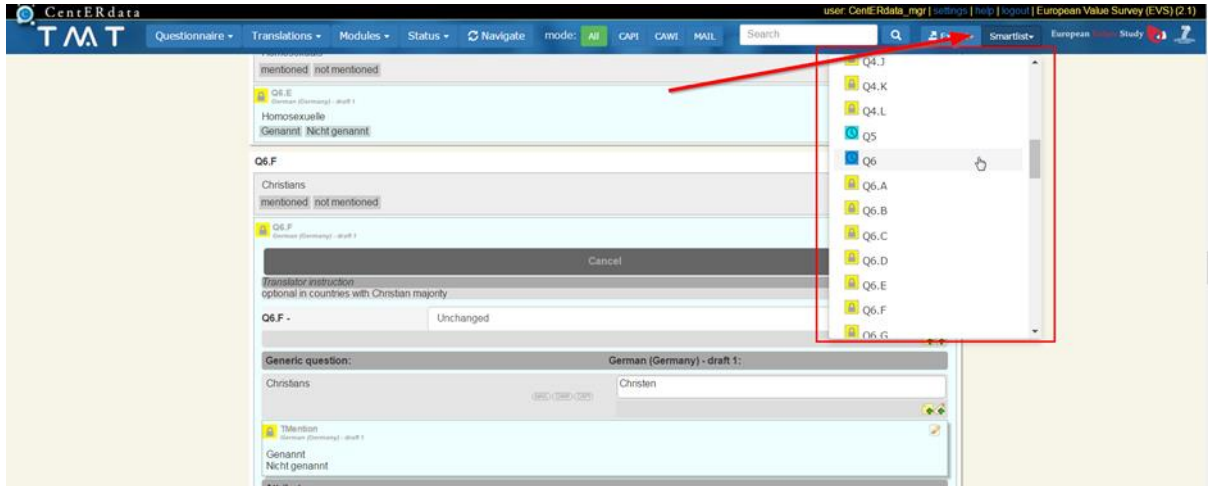 CentERdata
user: CentERdata_mgr | settings | help | logout | European Value Survey (EVS) (2.1)
TMT Questionnaire Translations Modules Status Navigate mode: All CAPI CAWI MAIL Search Smartlist European Values Study
mentioned not mentioned
Q6.E
German (Germany) - draft 1
Homosexuelle
Genannt Nicht genannt
Q6.F
Christians
mentioned not mentioned
Q6.F
German (Germany) - draft 1
Cancel
Translator instruction
optional in countries with Christian majority
Q6.F - Unchanged
Generic question: German (Germany) - draft 1:
Christians Christen
TMention
German (Germany) - draft 1
Genannt
Nicht genannt
Q4.J
Q4.K
Q4.L
Q5
Q6
Q6.A
Q6.B
Q6.C
Q6.D
Q6.E
Q6.F
Q6.G